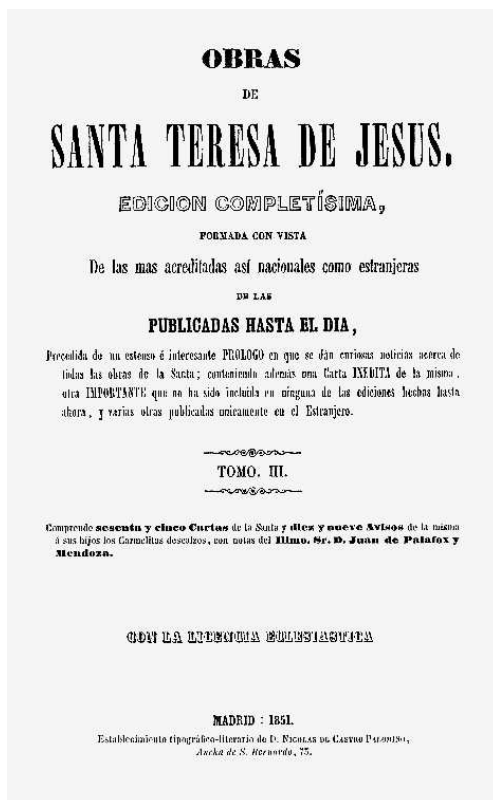 OBRAS
DE
SANTA TERESA DE JESUS.
EDICION COMPLETÍSIMA,
FORMADA CON VISTA
De las mas acreditadas así nacionales como estranjeras
DE LAS
PUBLICADAS HASTA EL DIA,
Precedida de un estenso é interesante PROLOGO en que se dán curiosas noticias acerca de
todas las obras de la Santa; conteniendo además una Carta INEDITA de la misma,
otra IMPORTANTE que no ha sido incluida en ninguna de las ediciones hechas hasta
ahora, y varias otras publicadas unicamente en el Estranjero.
TOMO. III.
Comprende sesenta y cinco Cartas de la Santa y diez y nueve Avisos de la misma
á sus hijos los Carmelitas descalzos, con notas del Illmo. Sr. D. Juan de Palafox y
Mendoza.
CON LA LICENCIA ECLESIASTICA
MADRID: 1851.
Establecimiento tipográfico-literario de D. NICOLAS DE CASTRO PALOMINO,
Ancha de S. Bernardo, 73.